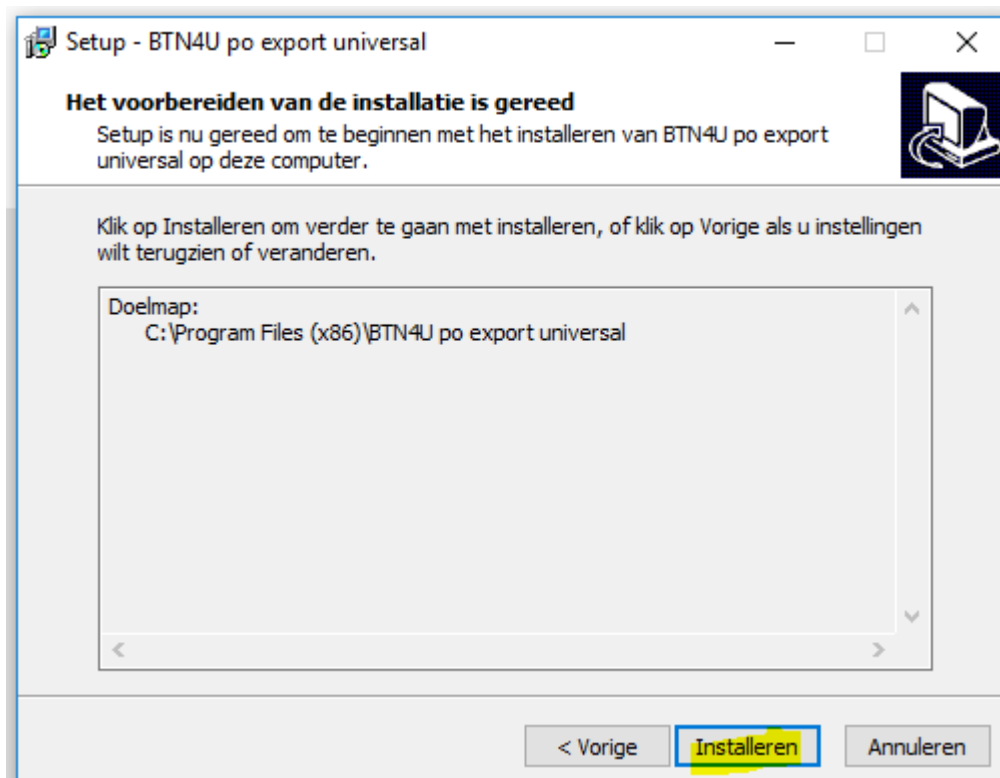 Setup - BTN4U po export universal
Het voorbereiden van de installatie is gereed
Setup is nu gereed om te beginnen met het installeren van BTN4U po export
universal op deze computer.
Klik op Installeren om verder te gaan met installeren, of klik op Vorige als u instellingen
wilt terugzien of veranderen.
Doelmap:
C:\Program Files (x86)\BTN4U po export universal
< Vorige
Installeren
Annuleren